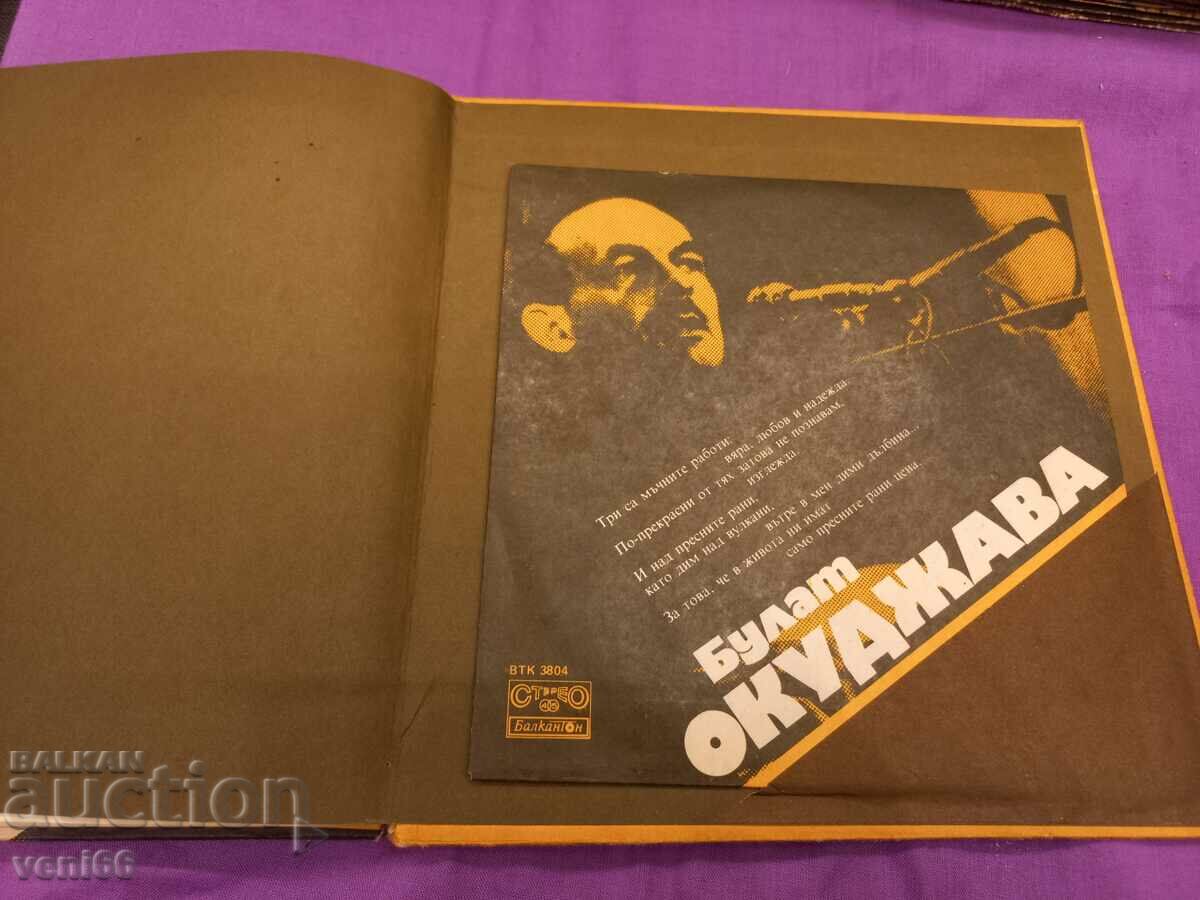 Три са мъчните работи:
вяра, любов и надежда.
По-прекрасни от тях затова не познавам,
изглежда.
И над пресните рани,
като дим над вулкани,
вътре в мен дими дълбина...
За това, че в живота ни имат
само пресните рани цена.
Булат
ОКУДЖАВА
ВТК 3804
СТЕРЕО
45
Балкантон
BALKAN
auction
veni66